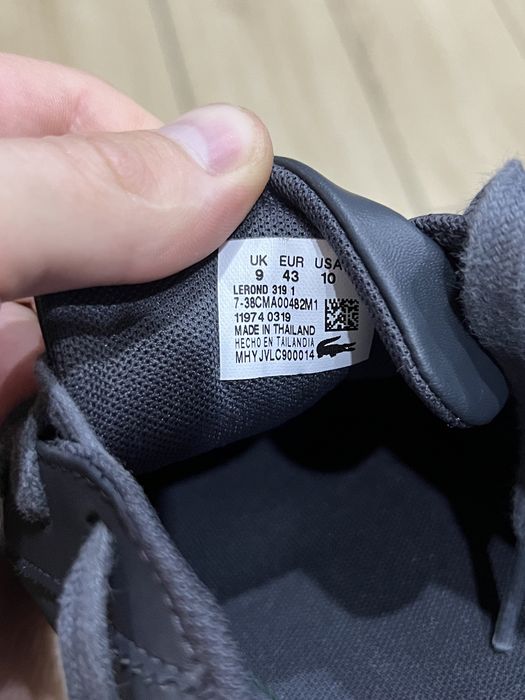 UK EUR USA
9 43 10
LEROND 319 1
7-38CMA00482M1
11974 0319
MADE IN THAILAND
HECHO EN TAILANDIA
MHYJVLC900014